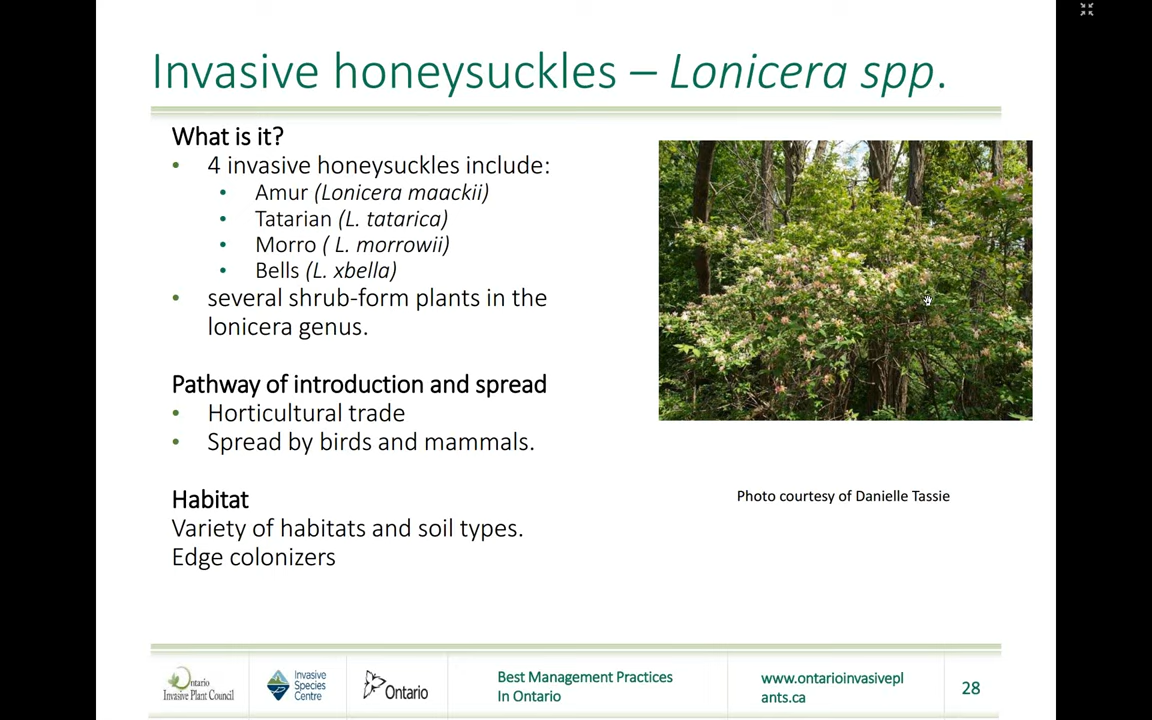 Invasive honeysuckles – Lonicera spp.
What is it?
• 4 invasive honeysuckles include:
• Amur (Lonicera maackii)
• Tatarian (L. tatarica)
• Morro ( L. morrowii)
• Bells (L. xbella)
• several shrub-form plants in the
lonicera genus.
Pathway of introduction and spread
• Horticultural trade
• Spread by birds and mammals.
Habitat
Variety of habitats and soil types.
Edge colonizers
Photo courtesy of Danielle Tassie
Ontario
Invasive Plant Council
Invasive
Species
Centre
Ontario
Best Management Practices
In Ontario
www.ontarioinvasivepl
ants.ca
28